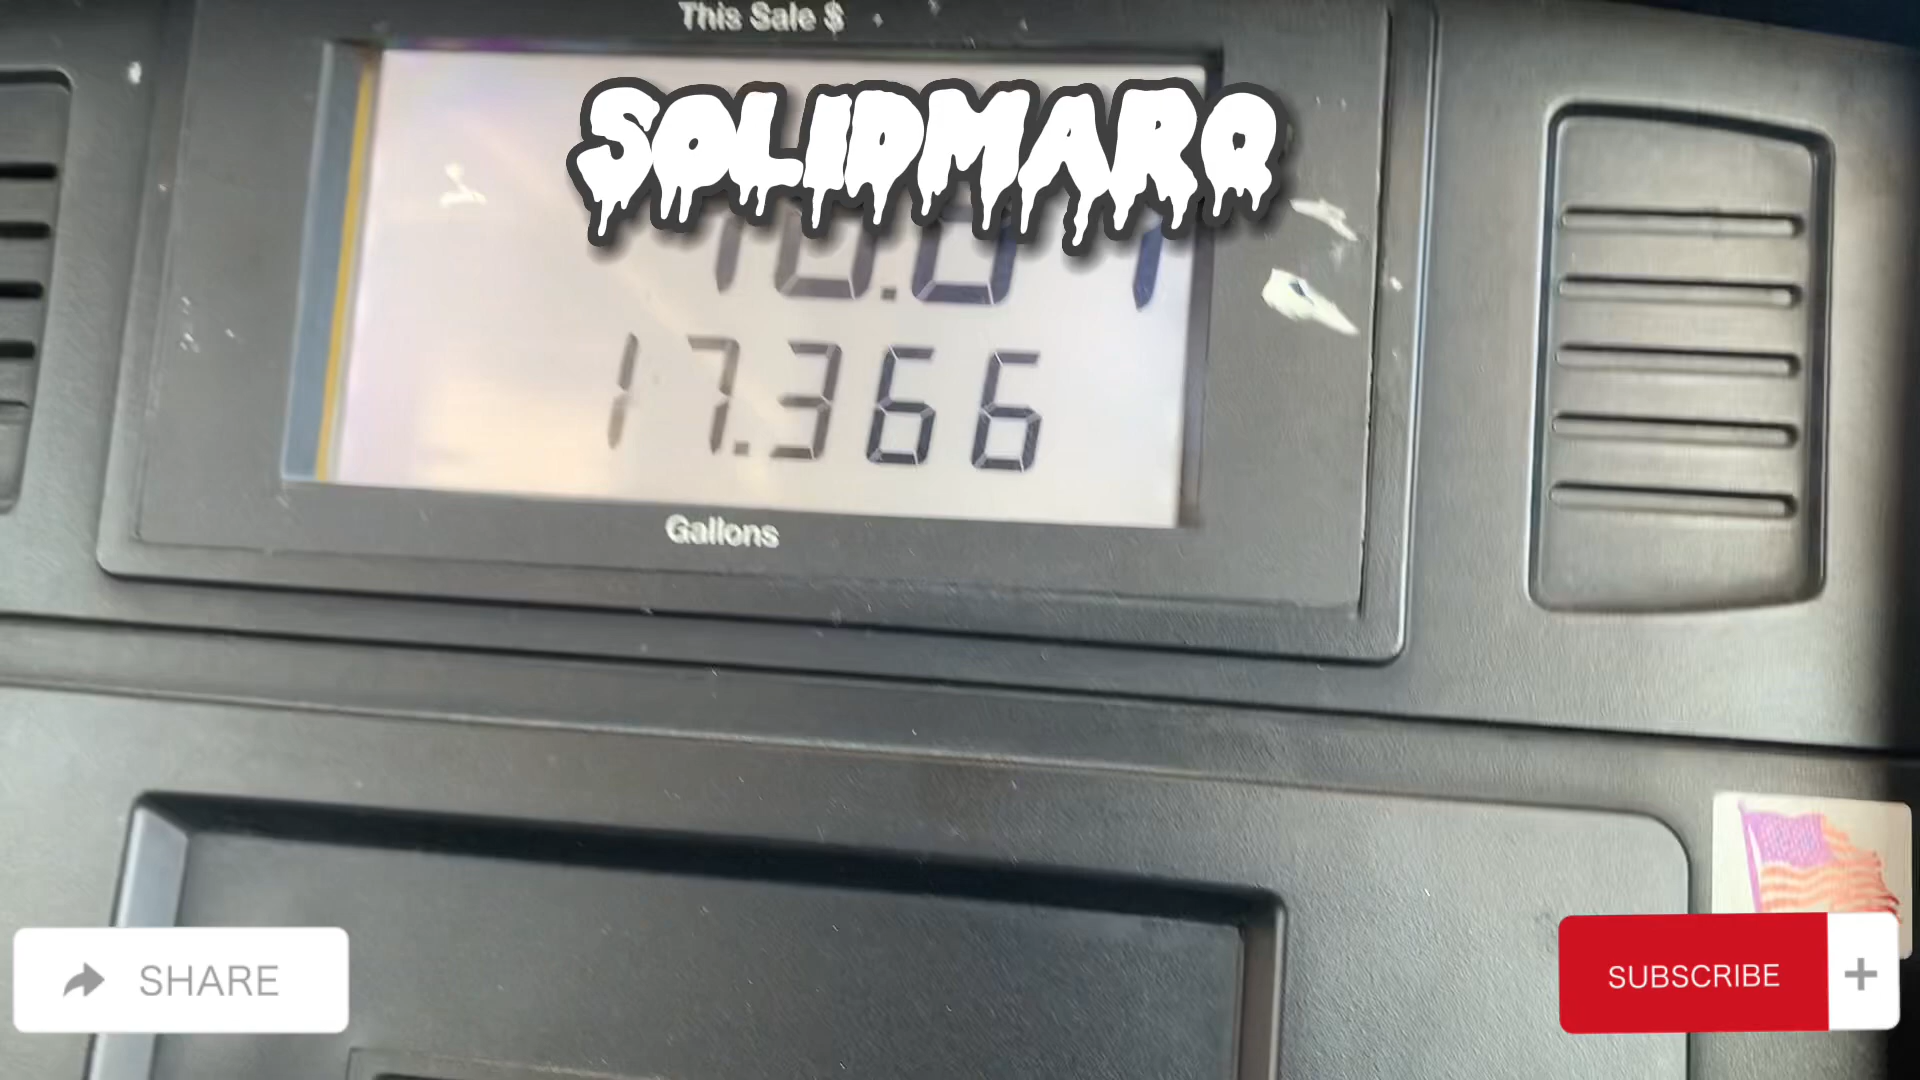 This Sale $
SOLIDMARQ
17.366
Gallons
SHARE
SUBSCRIBE +